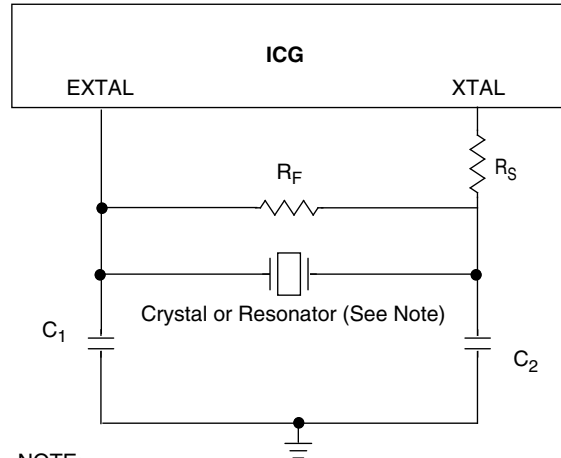 ICG
EXTAL XTAL
RF
RS
Crystal or Resonator (See Note)
C1
C2
NOTE